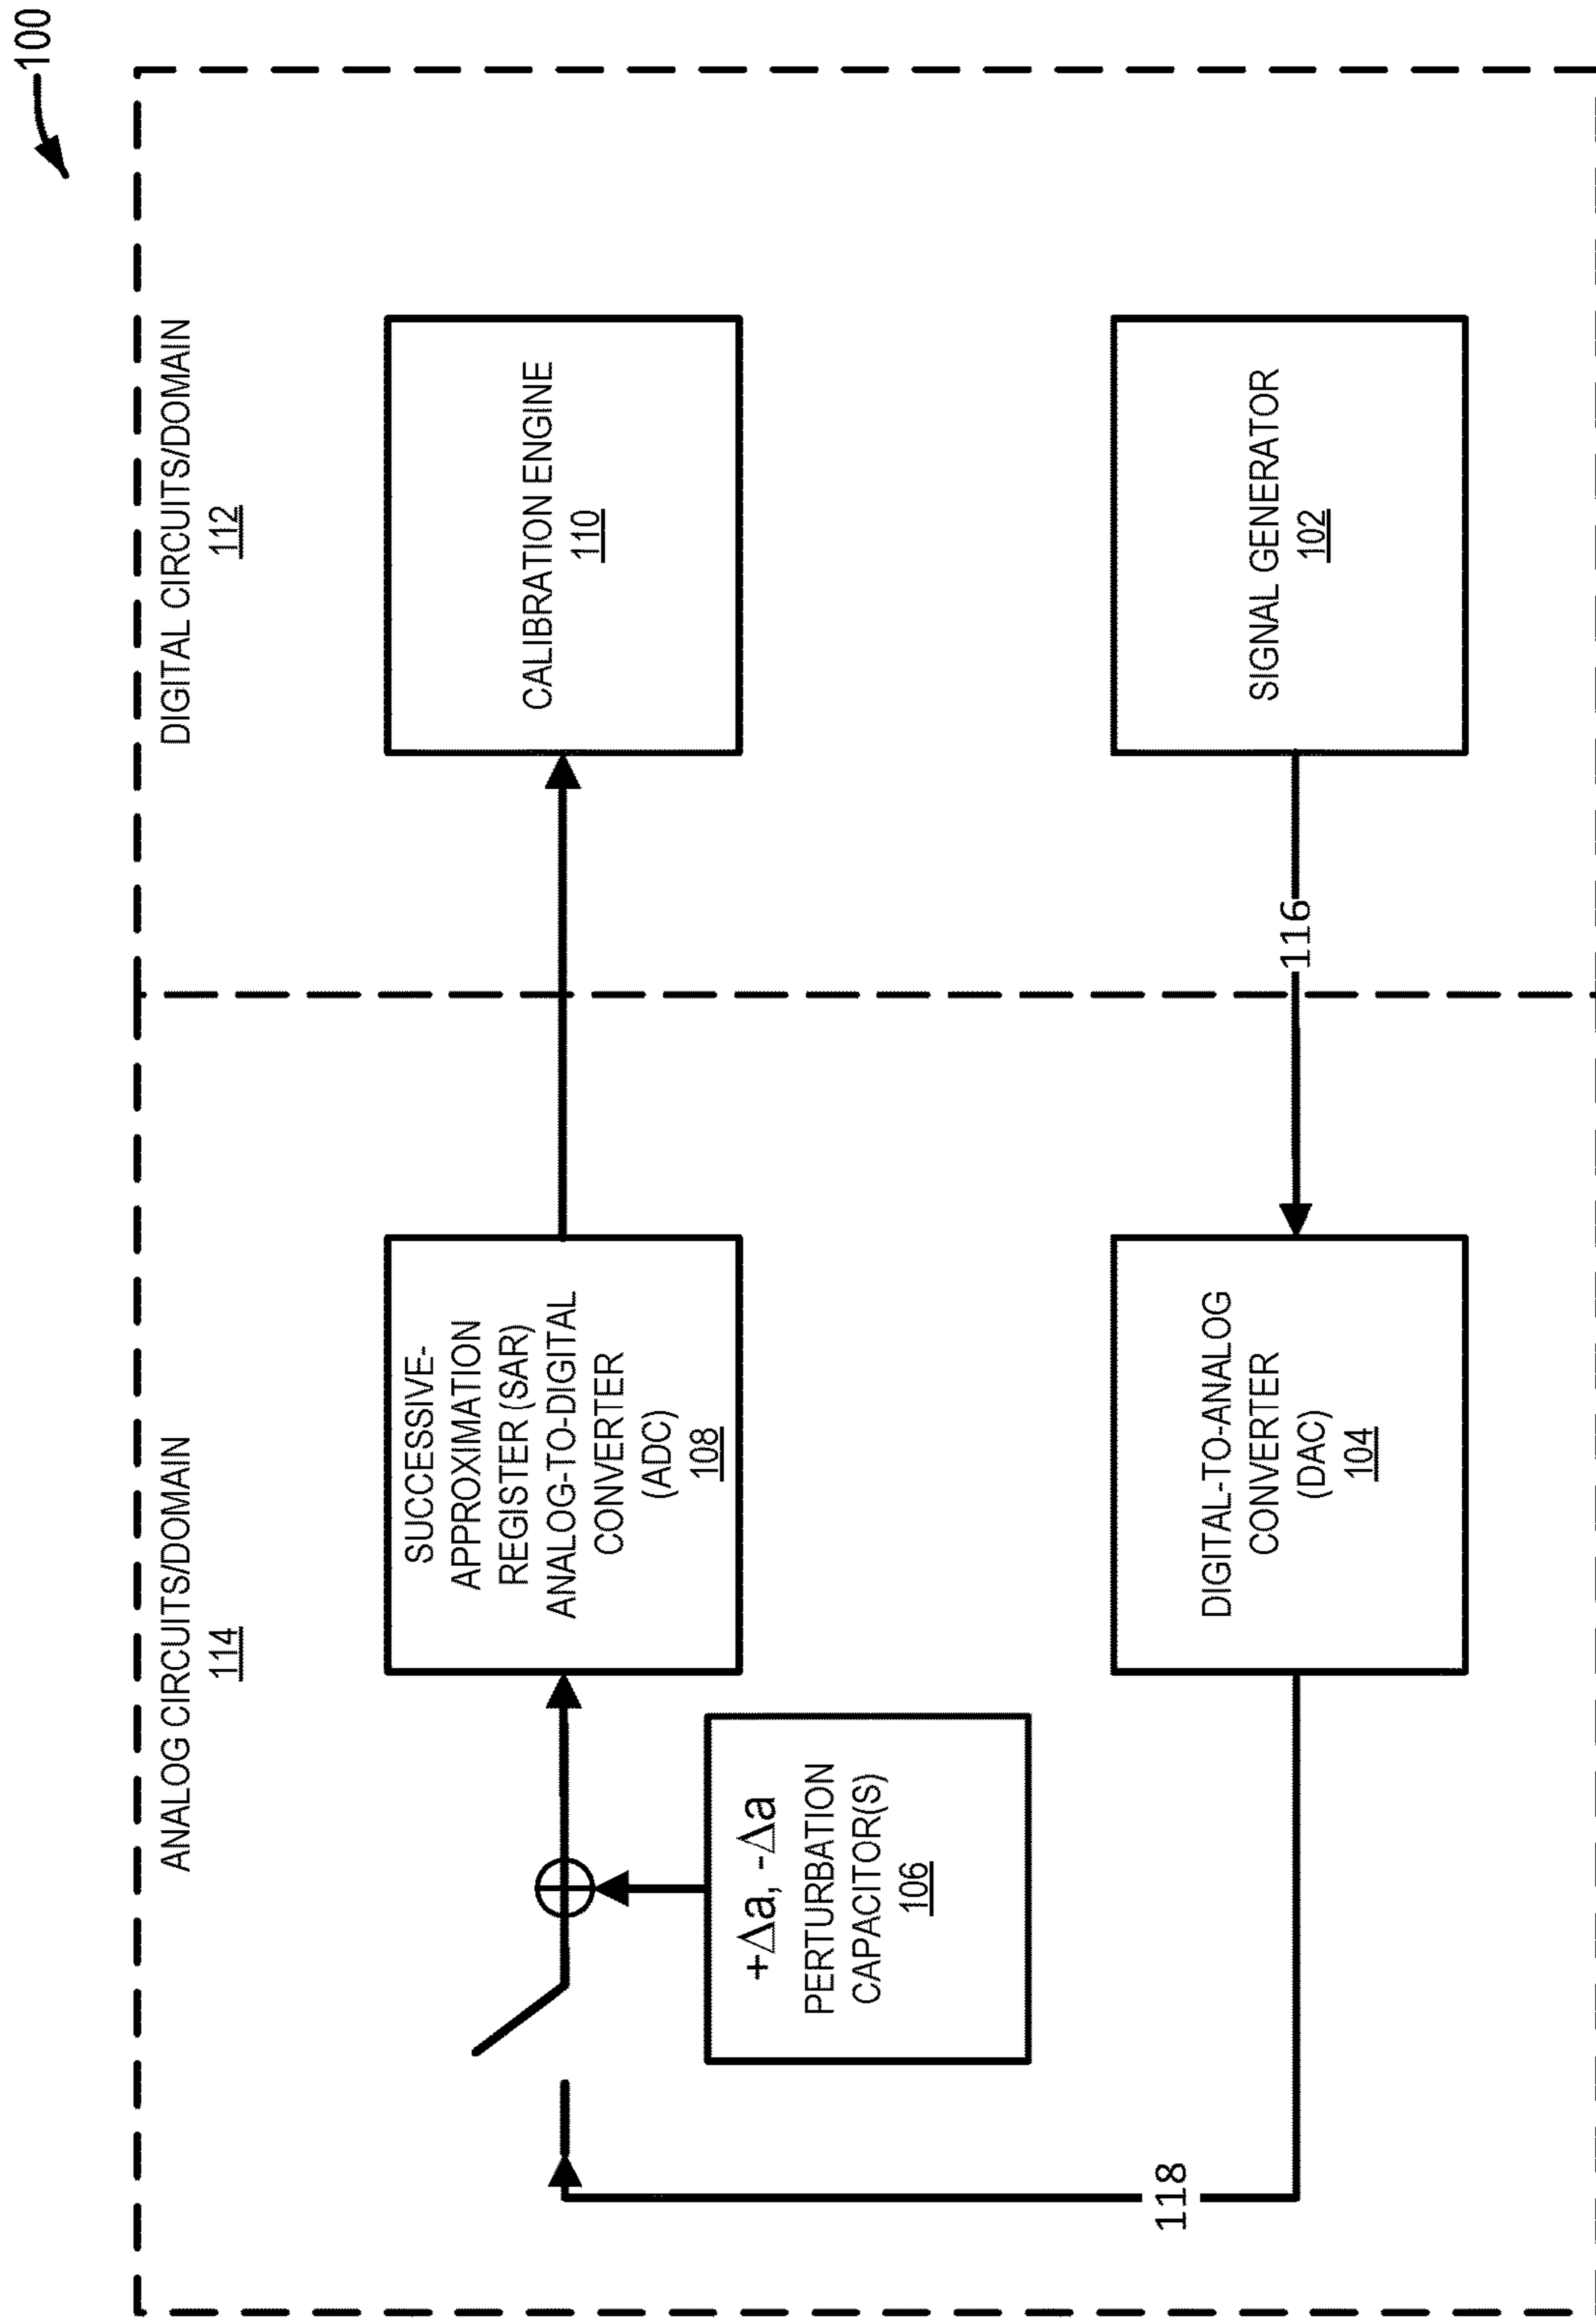 100
ANALOG CIRCUITS/DOMAIN
114
DIGITAL CIRCUITS/DOMAIN
112
SUCCESSIVE-
APPROXIMATION
REGISTER (SAR)
ANALOG-TO-DIGITAL
CONVERTER
(ADC)
108
CALIBRATION ENGINE
110
+Δa, -Δa
PERTURBATION
CAPACITOR(S)
106
118
DIGITAL-TO-ANALOG
CONVERTER
(DAC)
104
116
SIGNAL GENERATOR
102